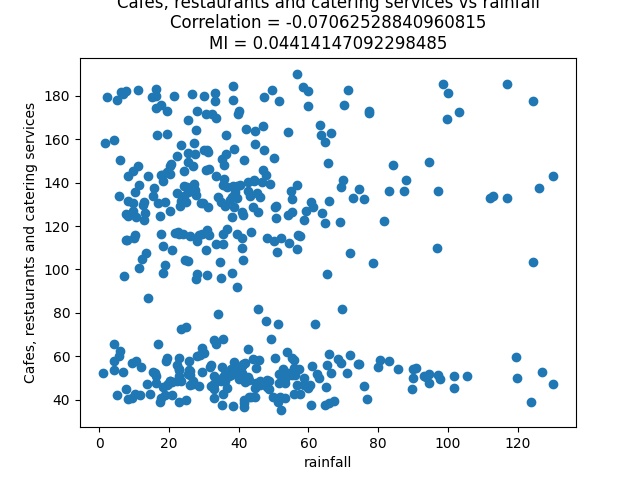 Cafes, restaurants and catering services vs rainfall
Correlation = -0.07062528840960815
MI = 0.04414147092298485
Cafes, restaurants and catering services
180
160
140
120
100
80
60
40
0 20 40 60 80 100 120
rainfall